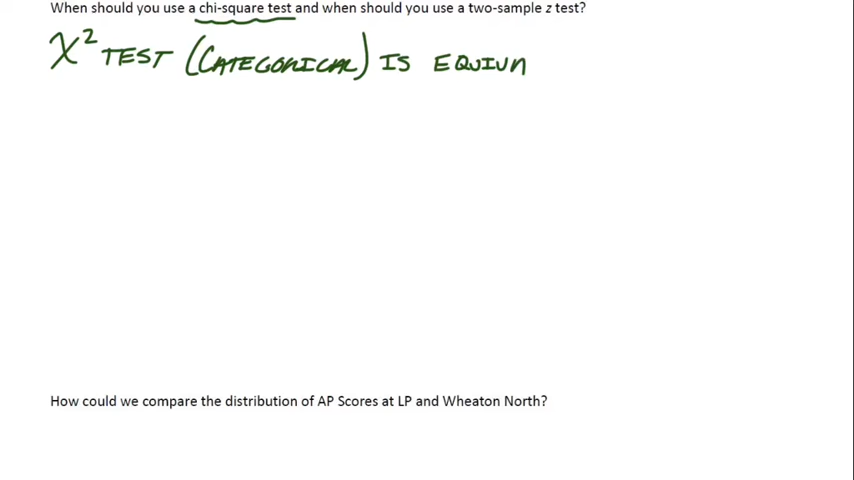 When should you use a chi-square test and when should you use a two-sample z test?
χ² TEST (CATEGORICAL) IS EQUIV
How could we compare the distribution of AP Scores at LP and Wheaton North?